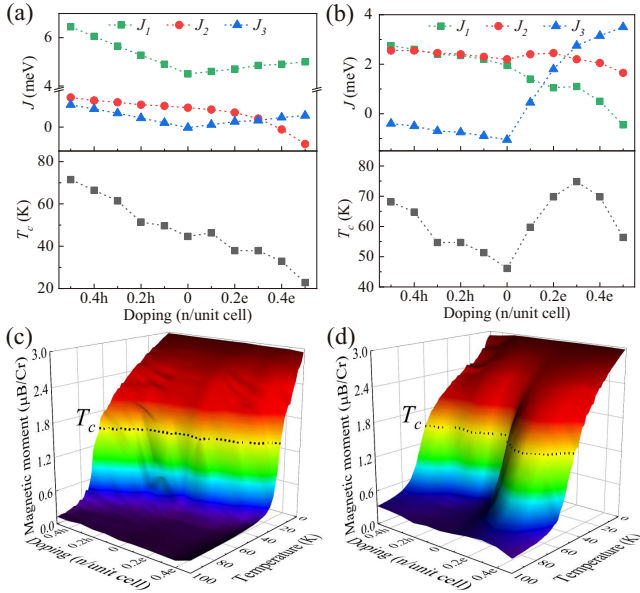 (a)
J1 J2 J3
6
4
0
J (meV)
80
60
40
20
Tc (K)
0.4h 0.2h 0 0.2e 0.4e
Doping (n/unit cell)
(b)
J1 J2 J3
4
2
0
J (meV)
80
70
60
50
40
Tc (K)
0.4h 0.2h 0 0.2e 0.4e
Doping (n/unit cell)
(c)
3.0
2.4
1.8
1.2
0.6
0.0
Magnetic moment (μB/Cr)
Tc
0.4h 0.2h 0 0.2e 0.4e
Doping (n/unit cell)
100 80 60 40 20 0
Temperature (K)
(d)
3.0
2.4
1.8
1.2
0.6
0.0
Magnetic moment (μB/Cr)
Tc
0.4h 0.2h 0 0.2e 0.4e
Doping (n/unit cell)
100 80 60 40 20 0
Temperature (K)